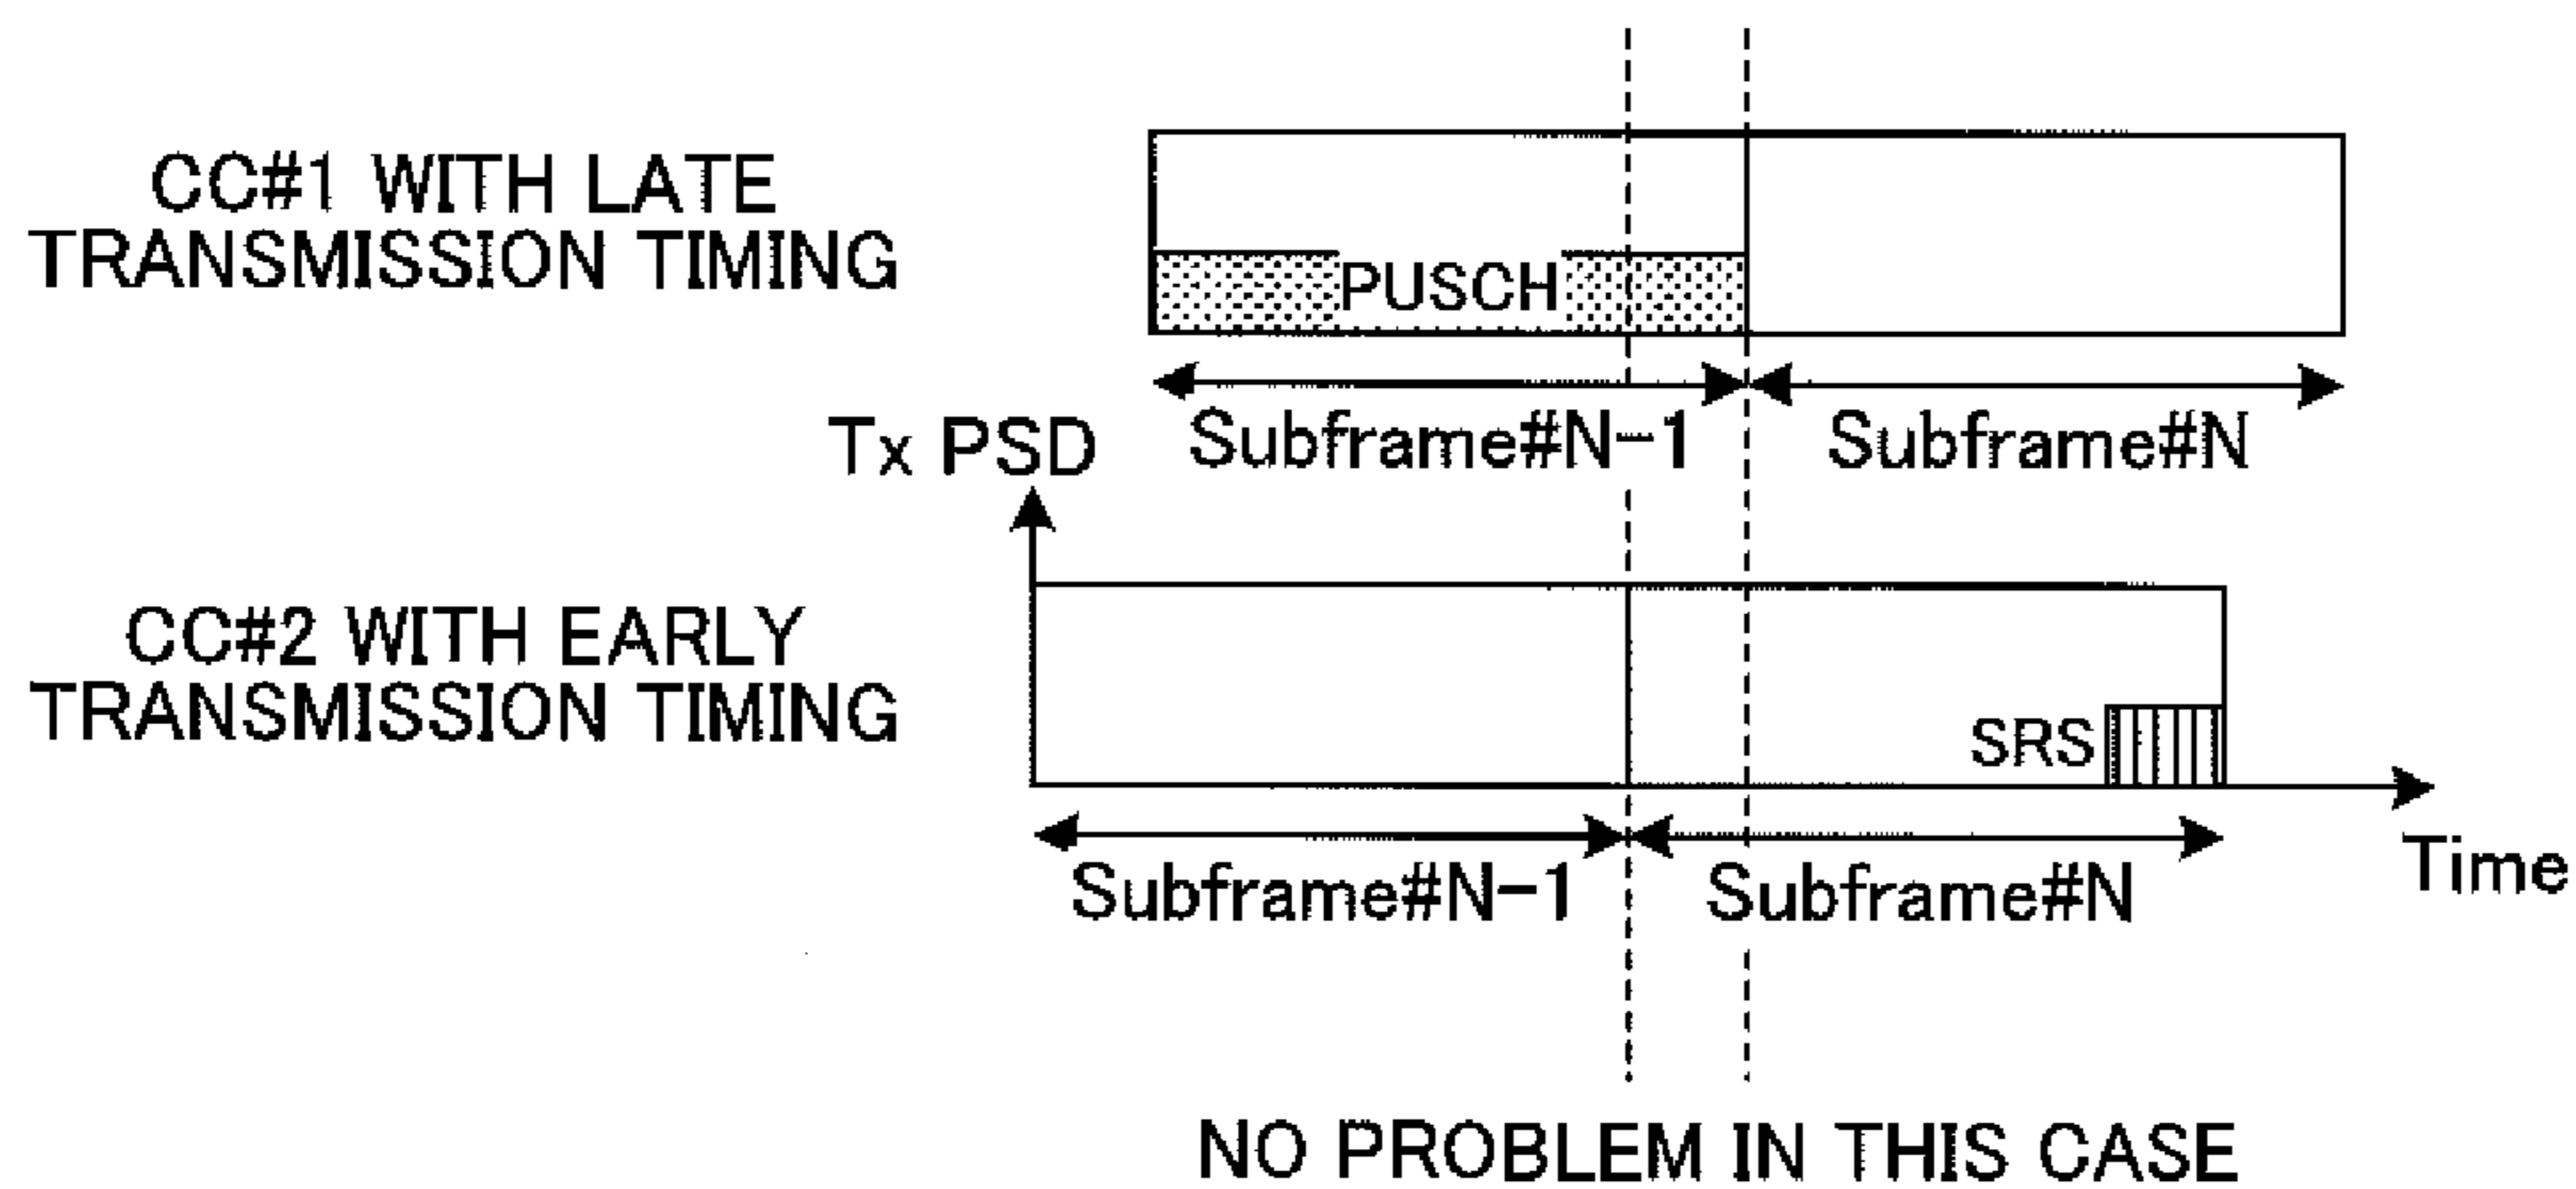 CC#1 WITH LATE
TRANSMISSION TIMING
PUSCH
Subframe#N-1
Subframe#N
Tx PSD
CC#2 WITH EARLY
TRANSMISSION TIMING
SRS
Subframe#N-1
Subframe#N
Time
NO PROBLEM IN THIS CASE